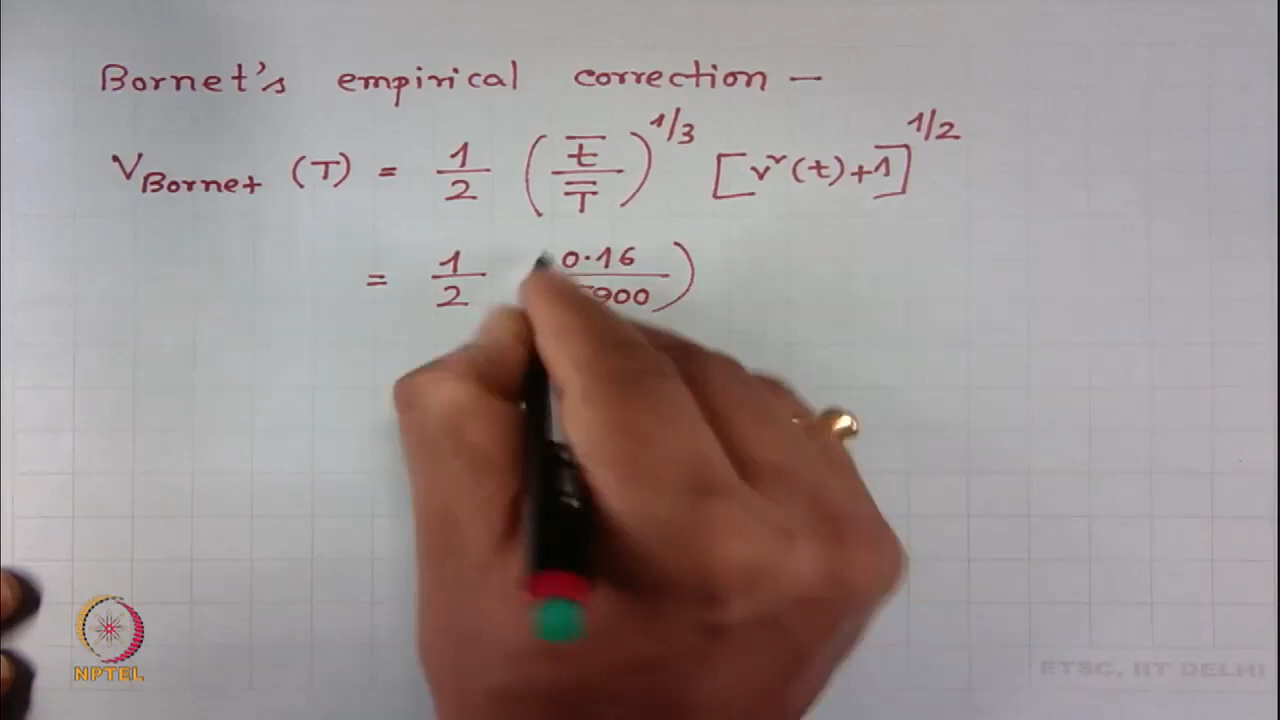 Bornet's empirical correction —
V_Bornet (T) = 1/2 (t̄/T̄)^1/3 [v^r(t)+1]^1/2
= 1/2 0.16/900)
NPTEL
ETSC, IIT DELHI